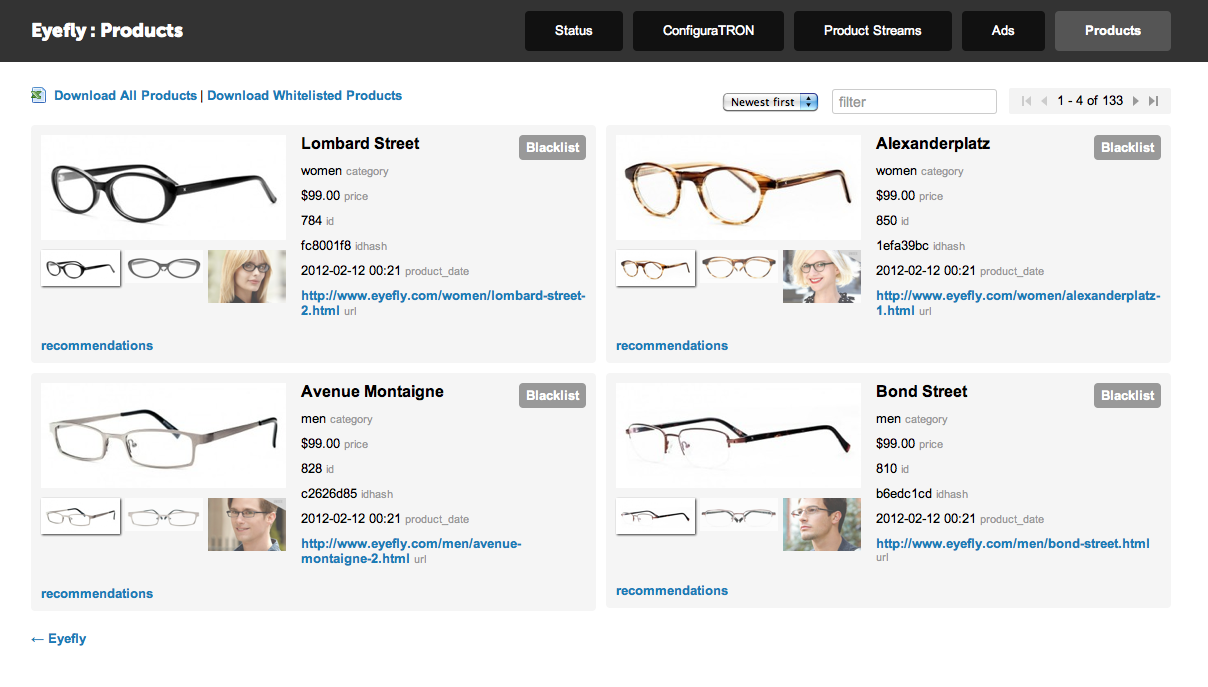 Eyefly : Products
Status
ConfiguraTRON
Product Streams
Ads
Products
Download All Products | Download Whitelisted Products
Newest first
filter
1 - 4 of 133
Lombard Street
Blacklist
women category
$99.00 price
784 id
fc8001f8 idhash
2012-02-12 00:21 product_date
http://www.eyefly.com/women/lombard-street-
2.html url
recommendations
Alexanderplatz
Blacklist
women category
$99.00 price
850 id
1efa39bc idhash
2012-02-12 00:21 product_date
http://www.eyefly.com/women/alexanderplatz-
1.html url
recommendations
Avenue Montaigne
Blacklist
men category
$99.00 price
828 id
c2626d85 idhash
2012-02-12 00:21 product_date
http://www.eyefly.com/men/avenue-
montaigne-2.html url
recommendations
Bond Street
Blacklist
men category
$99.00 price
810 id
b6edc1cd idhash
2012-02-12 00:21 product_date
http://www.eyefly.com/men/bond-street.html
url
recommendations
← Eyefly